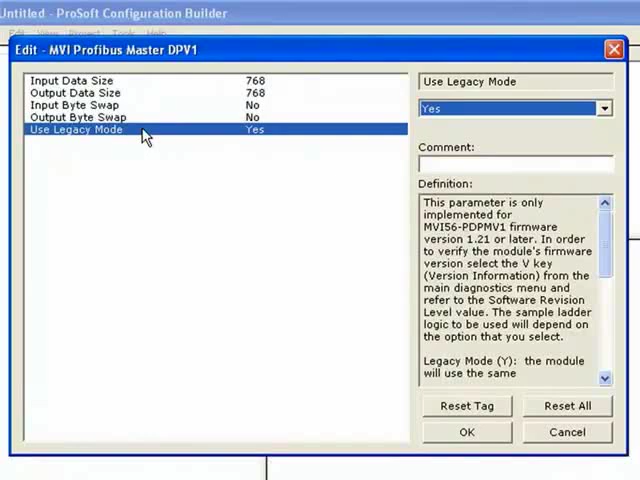 Untitled - ProSoft Configuration Builder
Edit View Project Tools Help
Edit - MVI Profibus Master DPV1
Input Data Size 768
Output Data Size 768
Input Byte Swap No
Output Byte Swap No
Use Legacy Mode Yes
Use Legacy Mode
Yes
Comment:
Definition:
This parameter is only
implemented for
MVI56-PDPMV1 firmware
version 1.21 or later. In order
to verify the module's firmware
version select the V key
(Version Information) from the
main diagnostics menu and
refer to the Software Revision
Level value. The sample ladder
logic to be used will depend on
the option that you select.
Legacy Mode (Y): the module
will use the same
Reset Tag
Reset All
OK
Cancel